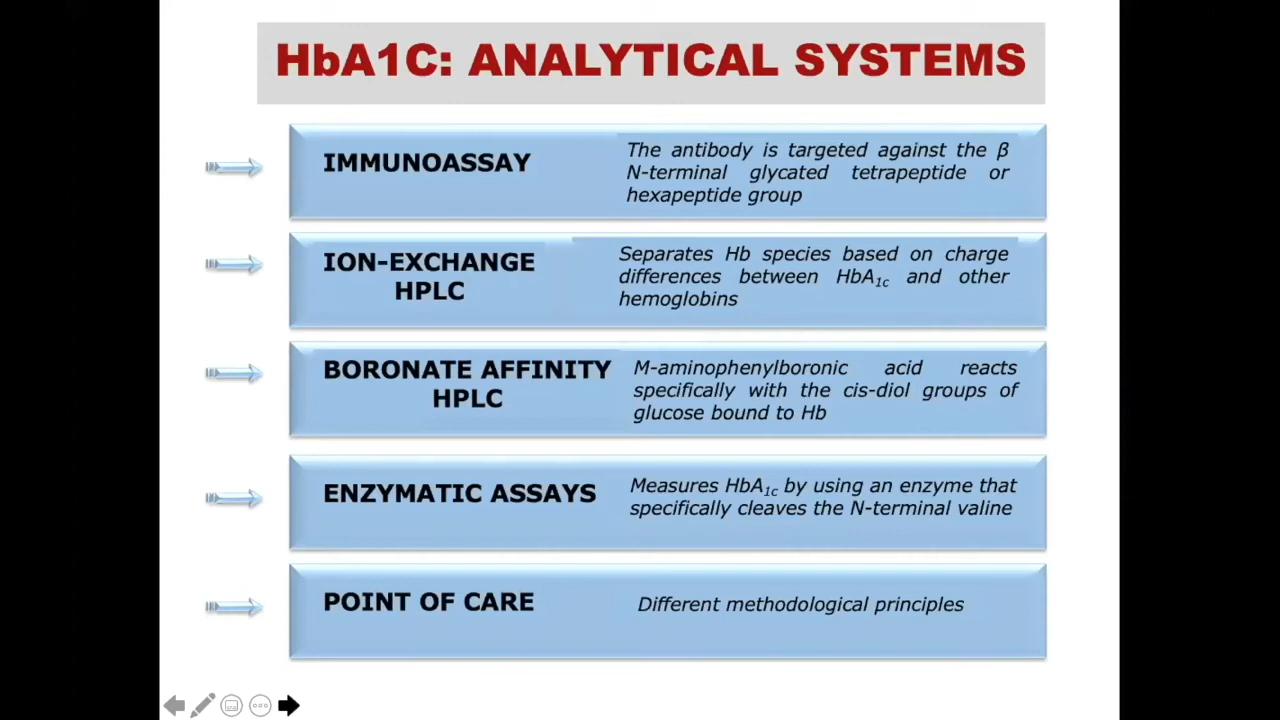 HbA1C: ANALYTICAL SYSTEMS
IMMUNOASSAY
The antibody is targeted against the β
N-terminal glycated tetrapeptide or
hexapeptide group
ION-EXCHANGE
HPLC
Separates Hb species based on charge
differences between HbA1c and other
hemoglobins
BORONATE AFFINITY
HPLC
M-aminophenylboronic acid reacts
specifically with the cis-diol groups of
glucose bound to Hb
ENZYMATIC ASSAYS
Measures HbA1c by using an enzyme that
specifically cleaves the N-terminal valine
POINT OF CARE
Different methodological principles